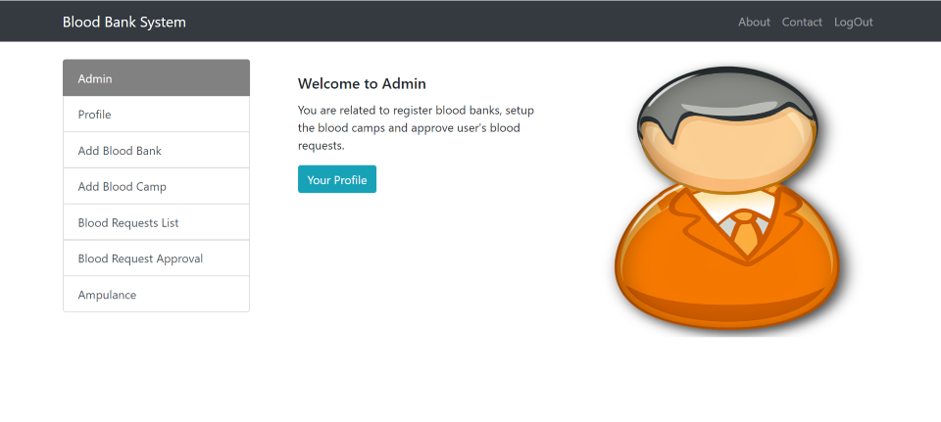 Blood Bank System
About Contact LogOut
Admin
Profile
Add Blood Bank
Add Blood Camp
Blood Requests List
Blood Request Approval
Ampulance
Welcome to Admin
You are related to register blood banks, setup
the blood camps and approve user's blood
requests.
Your Profile